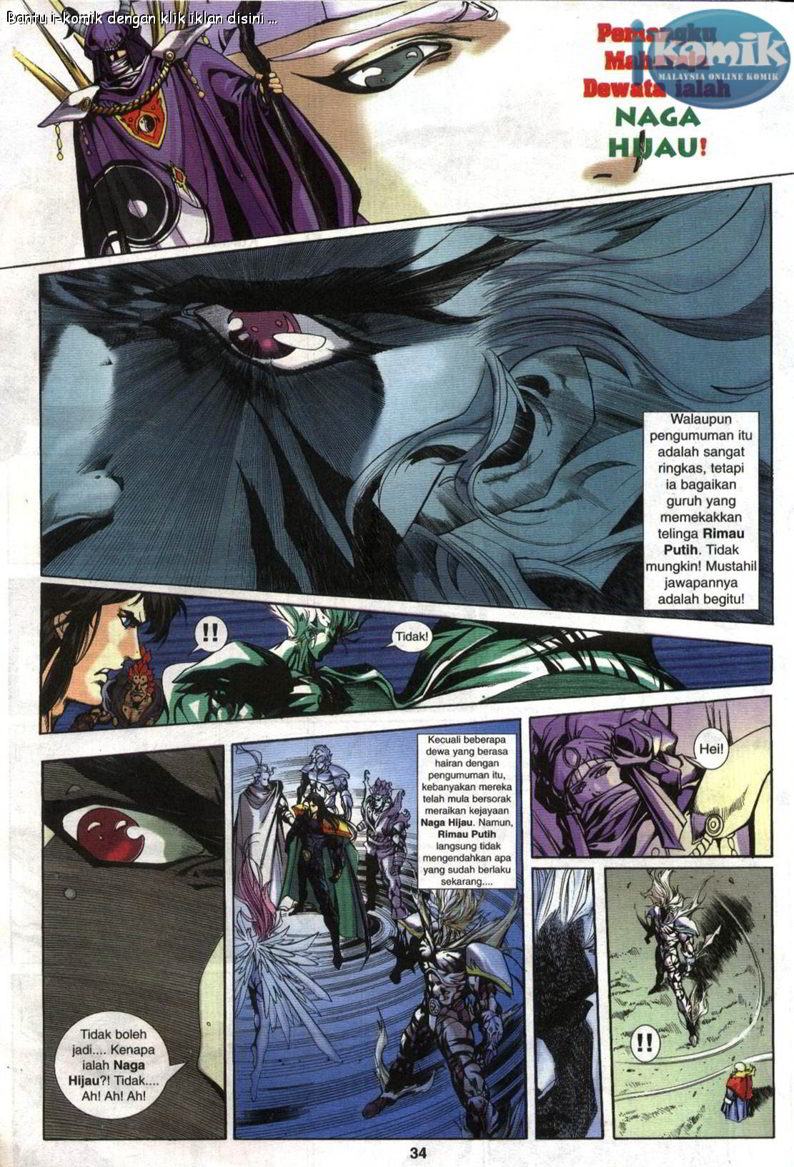 Bantu i-komik dengan klik iklan disini ...
Pemangku
Maharaja
Dewata ialah
NAGA
HIJAU!
ikomik
MALAYSIA ONLINE KOMIK
Walaupun
pengumuman itu
adalah sangat
ringkas, tetapi
ia bagaikan
guruh yang
memekakkan
telinga Rimau
Putih. Tidak
mungkin! Mustahil
jawapannya
adalah begitu!
!!
Tidak!
Kecuali beberapa
dewa yang berasa
hairan dengan
pengumuman itu,
kebanyakan mereka
telah mula bersorak
meraikan kejayaan
Naga Hijau. Namun,
Rimau Putih
langsung tidak
mengendahkan apa
yang sudah berlaku
sekarang....
Hei!
Tidak boleh
jadi.... Kenapa
ialah Naga
Hijau?! Tidak....
Ah! Ah! Ah!
!!
34